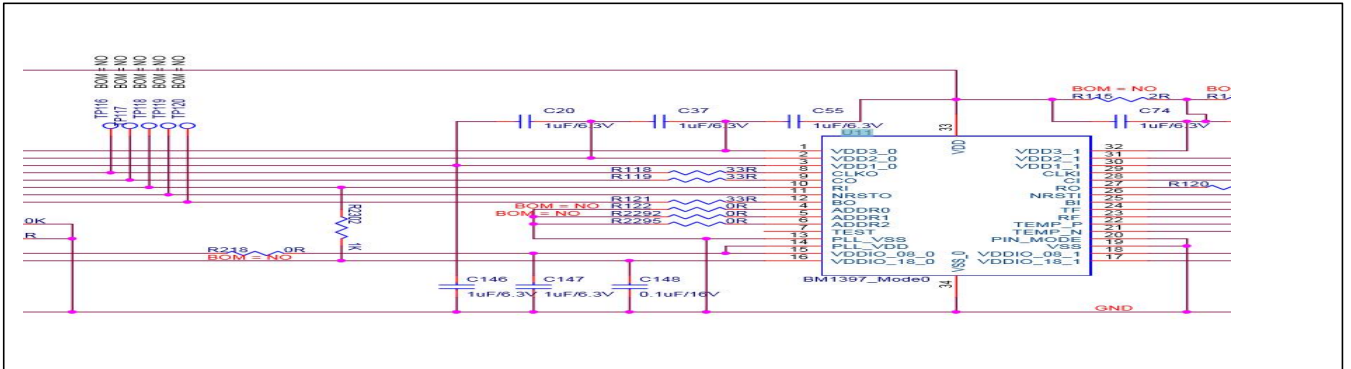 BOM = NO
BOM = NO
BOM = NO
BOM = NO
BOM = NO
TP116
TP117
TP118
TP119
TP120
BOM = NO
BO
R115
2R
R1
C20
C37
C55
C74
1uF/6.3V
1uF/6.3V
1uF/6.3V
1uF/6.3V
U11
33
VDD
1
VDD3_0
VDD3_1
32
2
VDD2_0
VDD2_1
31
3
VDD1_0
VDD1_1
30
R118
33R
8
CLKO
CLKI
29
R119
33R
9
CO
CI
28
10
RI
RO
27
R120
11
NRSTO
NRSTI
26
R121
33R
12
BO
BI
25
BOM = NO
R122
0R
4
ADDR0
TF
24
BOM = NO
R2292
0R
5
ADDR1
RF
23
R2295
0R
6
ADDR2
TEMP_P
22
7
TEST
TEMP_N
21
13
PLL_VSS
PIN_MODE
20
14
PLL_VDD
VSS
19
15
VDDIO_08_0
VDDIO_08_1
18
16
VDDIO_18_0
VDDIO_18_1
17
VSS_0
34
0K
R
R2302
1K
R218
0R
BOM = NO
C146
C147
C148
BM1397_Mode0
1uF/6.3V
1uF/6.3V
0.1uF/16V
GND